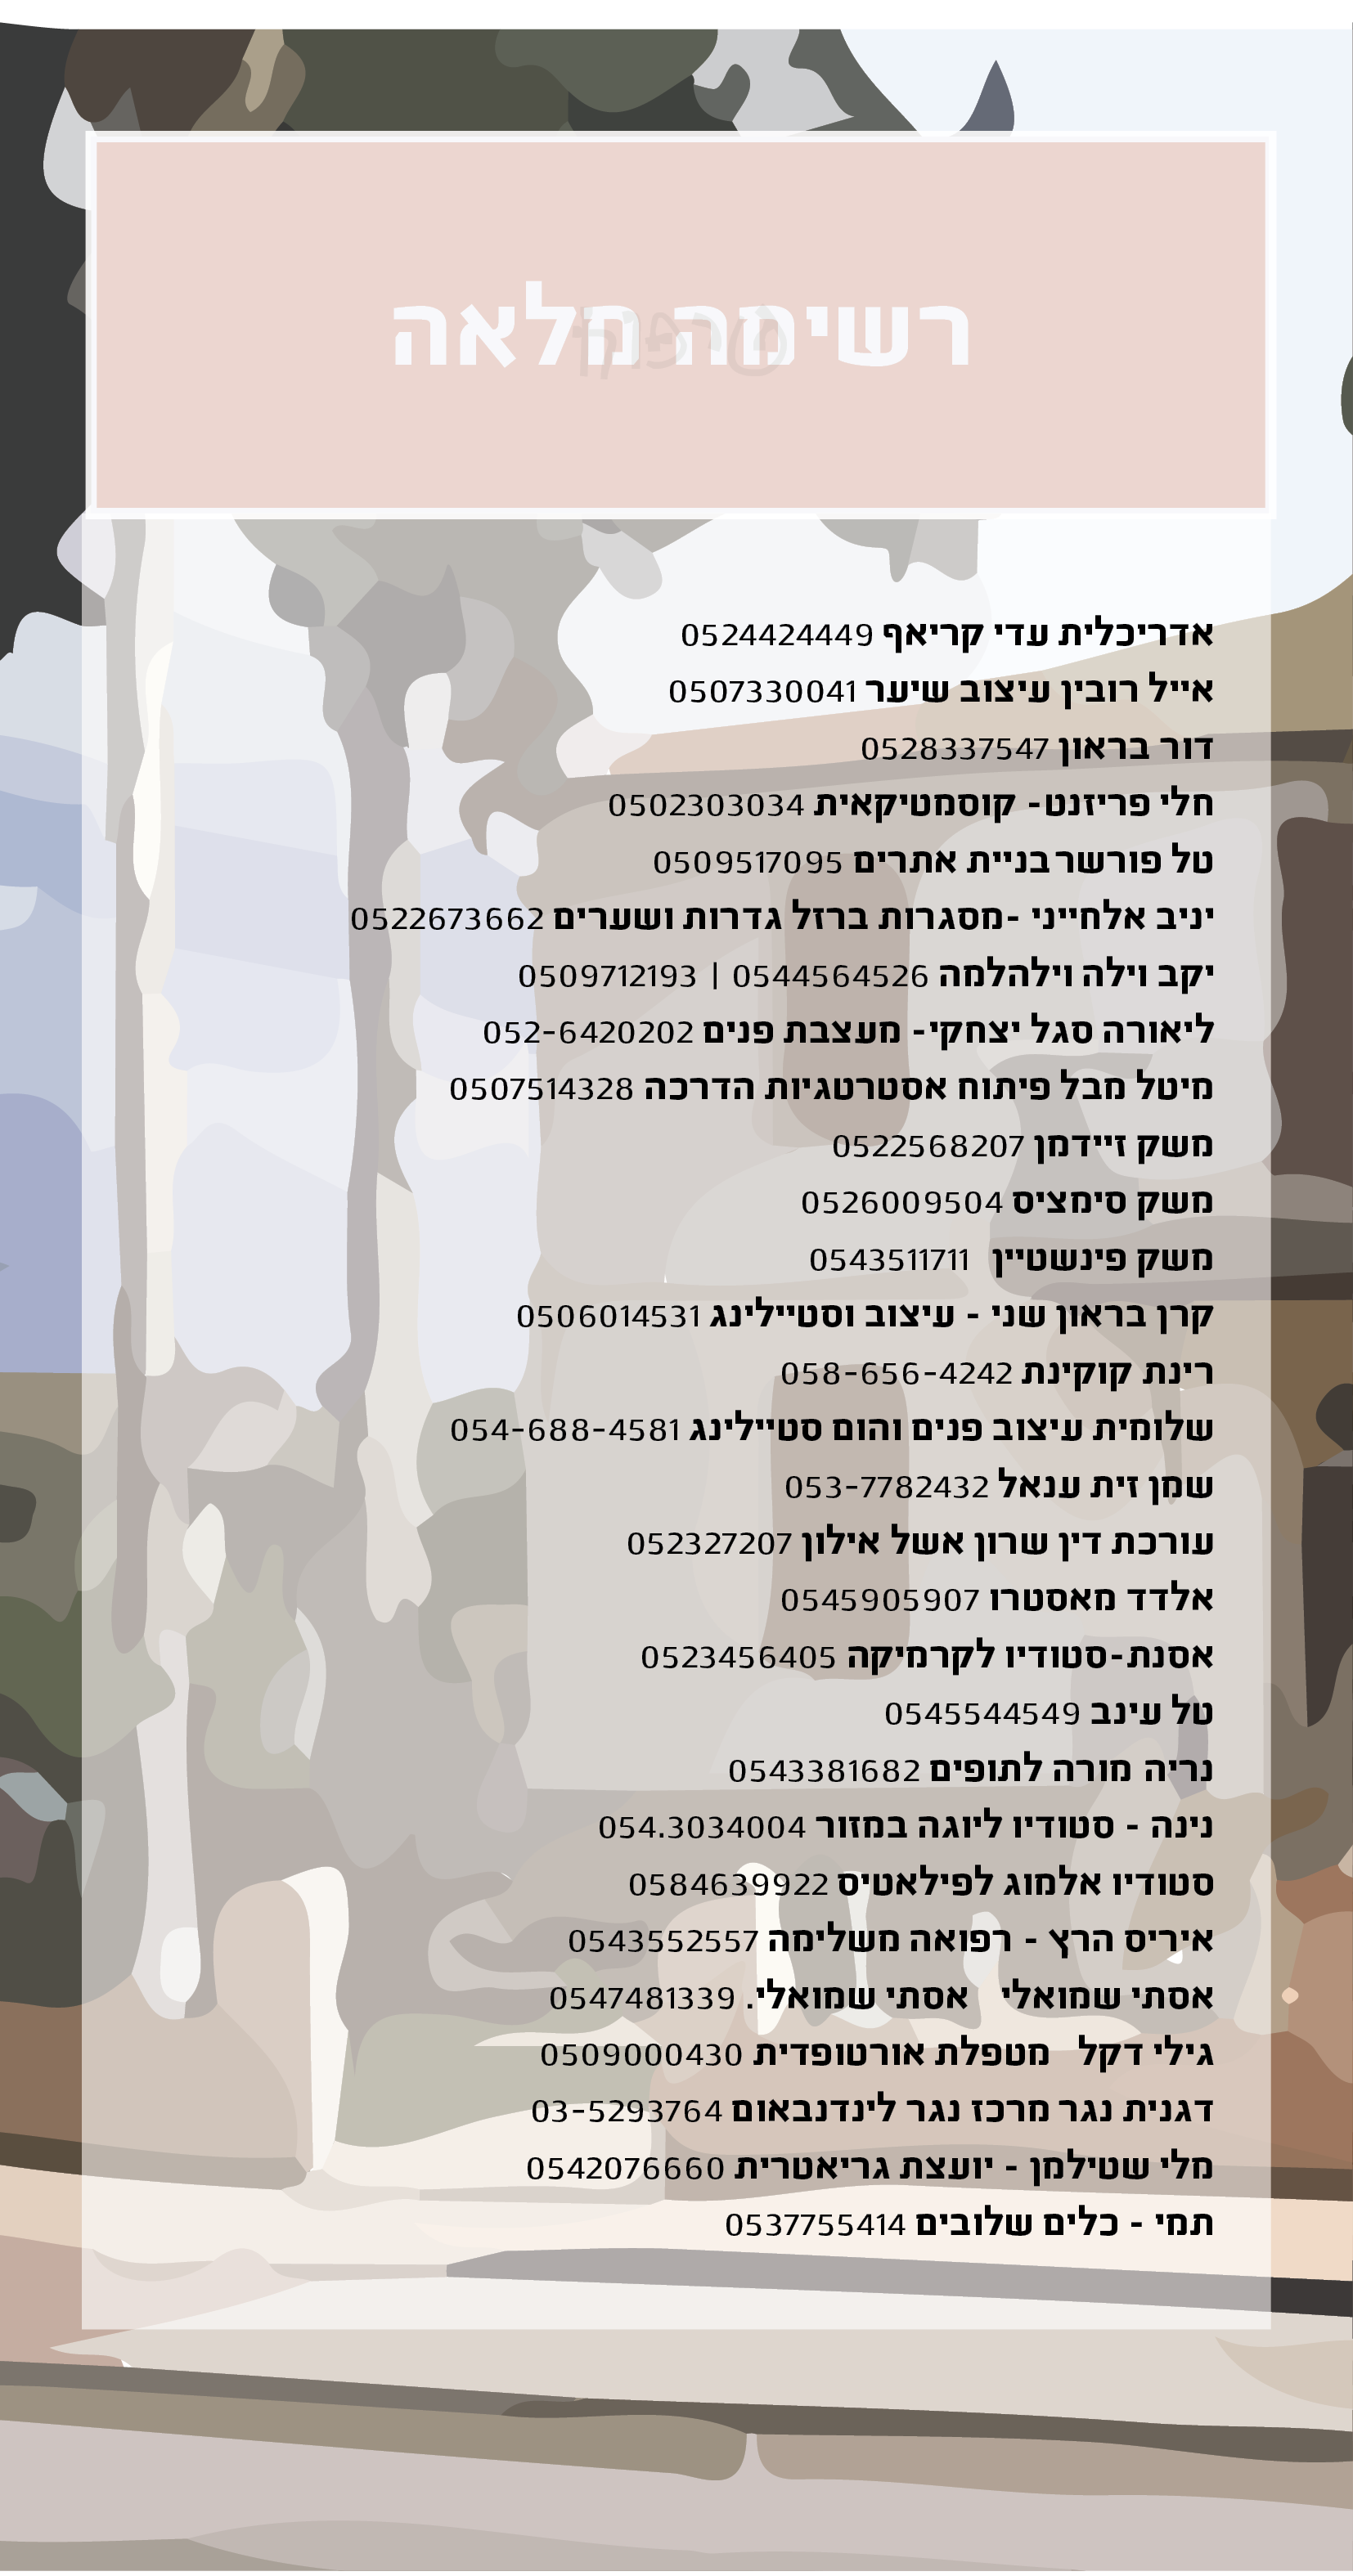 רשימה מלאה
אדריכלית עדי קריאף 0524424449
אייל רובין עיצוב שיער 0507330041
דור בראון 0528337547
חלי פריזנט- קוסמטיקאית 0502303034
טל פורשר בניית אתרים 0509517095
יניב אלחייני -מסגרות ברזל גדרות ושערים 0522673662
יקב וילה וילהלמה 0544564526 | 0509712193
ליאורה סגל יצחקי- מעצבת פנים 052-6420202
מיטל מבל פיתוח אסטרטגיות הדרכה 0507514328
משק זיידמן 0522568207
משק סימציס 0526009504
משק פינשטיין 0543511711
קרן בראון שני - עיצוב וסטיילינג 0506014531
רינת קוקינת 058-656-4242
שלומית עיצוב פנים והום סטיילינג 054-688-4581
שמן זית ענאל 053-7782432
עורכת דין שרון אשל אילון 052327207
אלדד מאסטרו 0545905907
אסנת-סטודיו לקרמיקה 0523456405
טל עינב 0545544549
נריה מורה לתופים 0543381682
נינה - סטודיו ליוגה במזור 054.3034004
סטודיו אלמוג לפילאטיס 0584639922
איריס הרץ - רפואה משלימה 0543552557
אסתי שמואלי אסתי שמואלי. 0547481339
גילי דקל מטפלת אורטופדית 0509000430
דגנית נגר מרכז נגר לינדנבאום 03-5293764
מלי שטילמן - יועצת גריאטרית 0542076660
תמי - כלים שלובים 0537755414